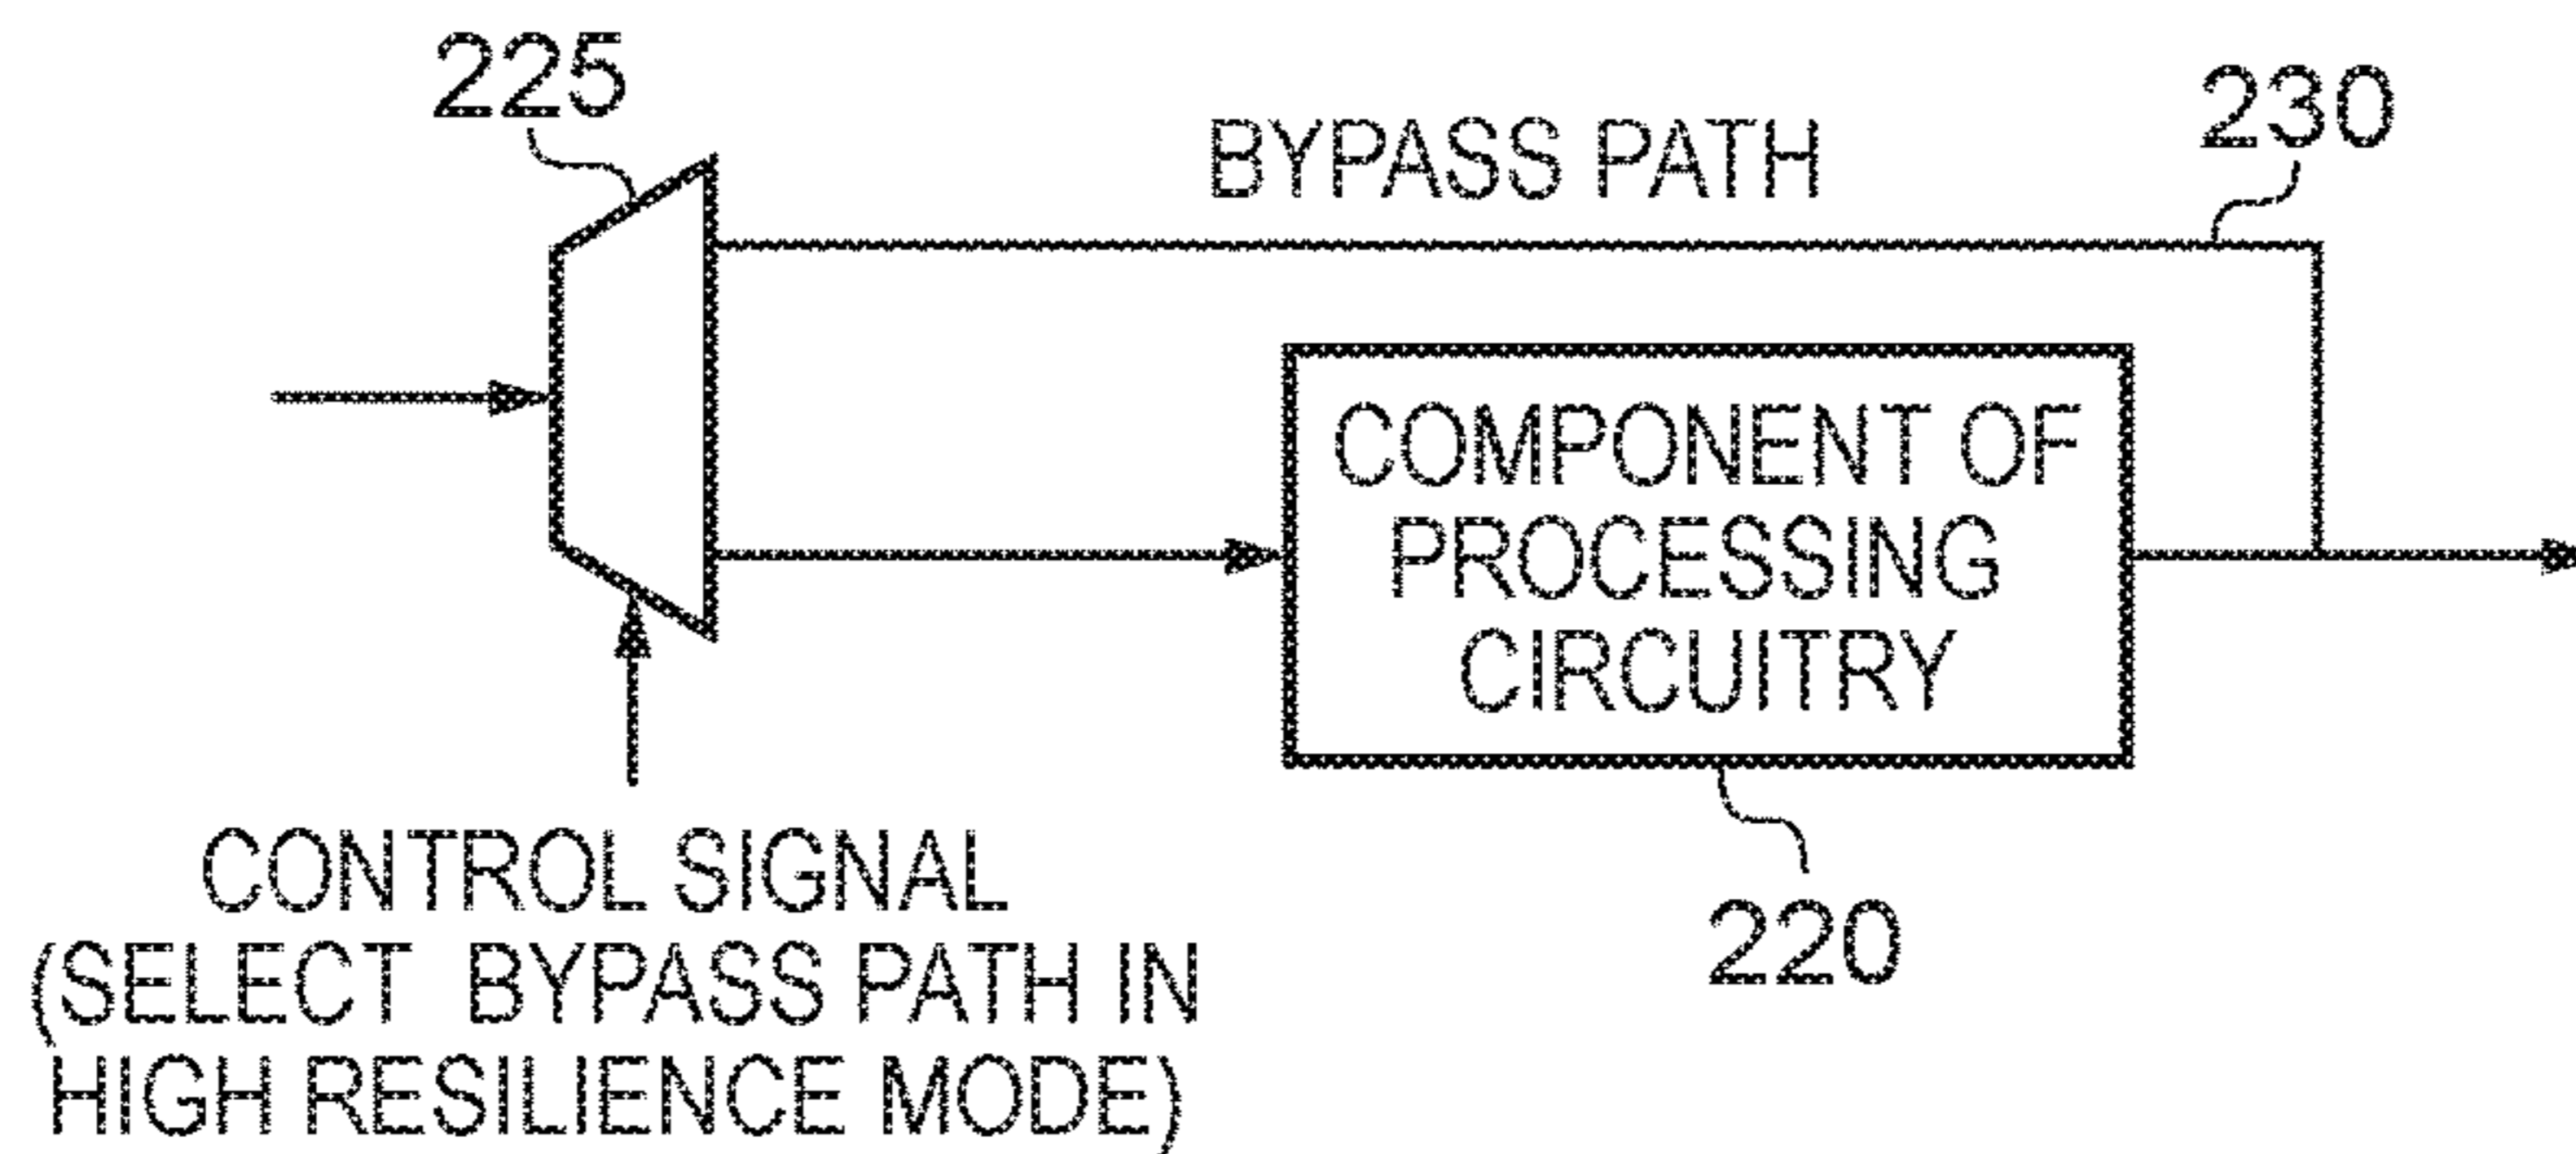 225
230
BYPASS PATH
COMPONENT OF
PROCESSING
CIRCUITRY
220
CONTROL SIGNAL
(SELECT BYPASS PATH IN
HIGH RESILIENCE MODE)